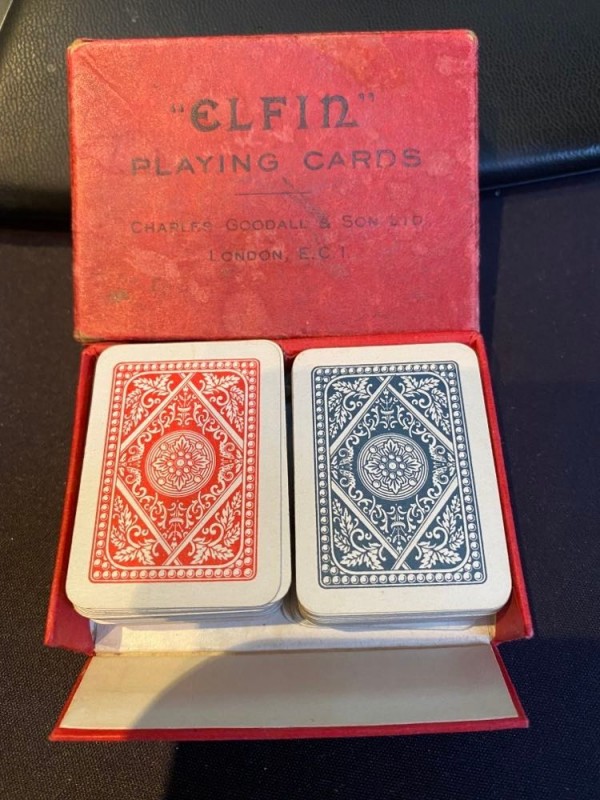 "ELFIN"
PLAYING CARDS
CHARLES GOODALL & SON LTD
LONDON, E.C 1